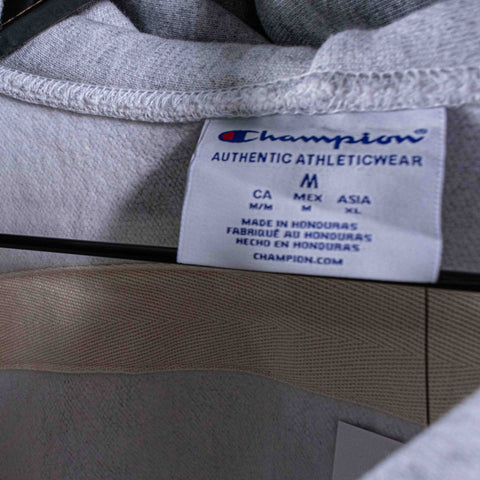 Champion®
AUTHENTIC ATHLETICWEAR
M
CA MEX ASIA
M/M M XL
MADE IN HONDURAS
FABRIQUÉ AU HONDURAS
HECHO EN HONDURAS
CHAMPION.COM